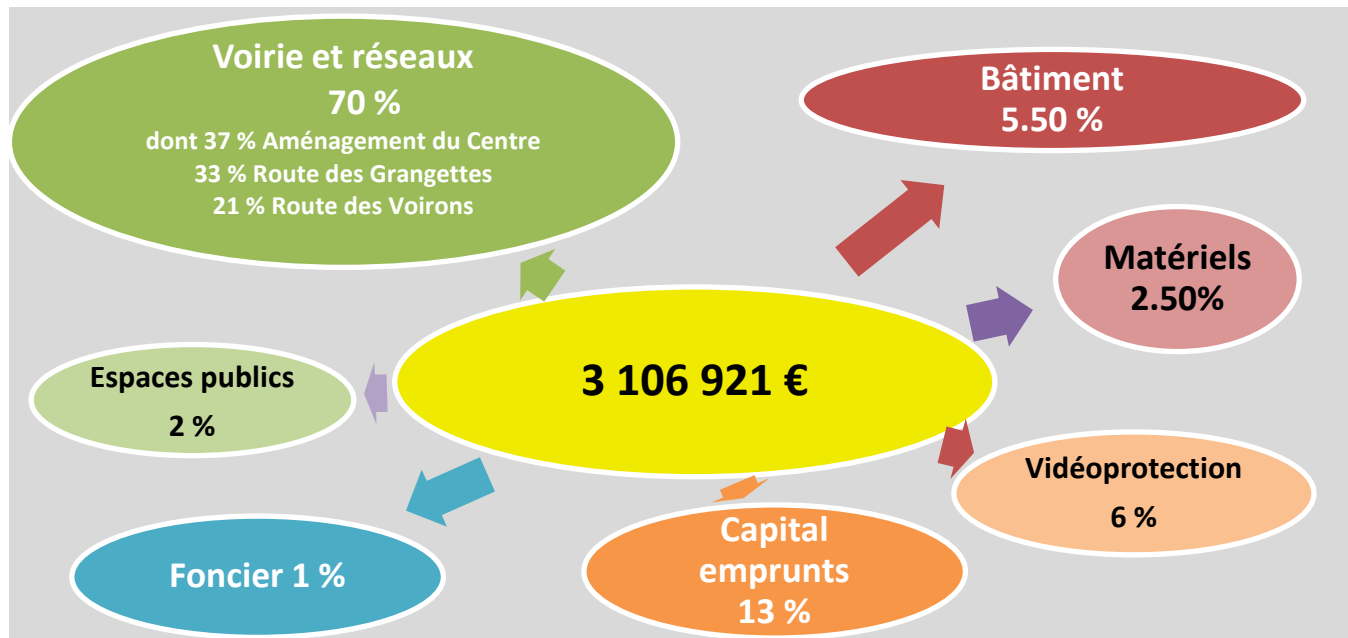 Voirie et réseaux
70 %
dont 37 % Aménagement du Centre
33 % Route des Grangettes
21 % Route des Voirons
Bâtiment
5.50 %
Matériels
2.50%
3 106 921 €
Espaces publics
2 %
Vidéoprotection
6 %
Foncier 1 %
Capital
emprunts
13 %